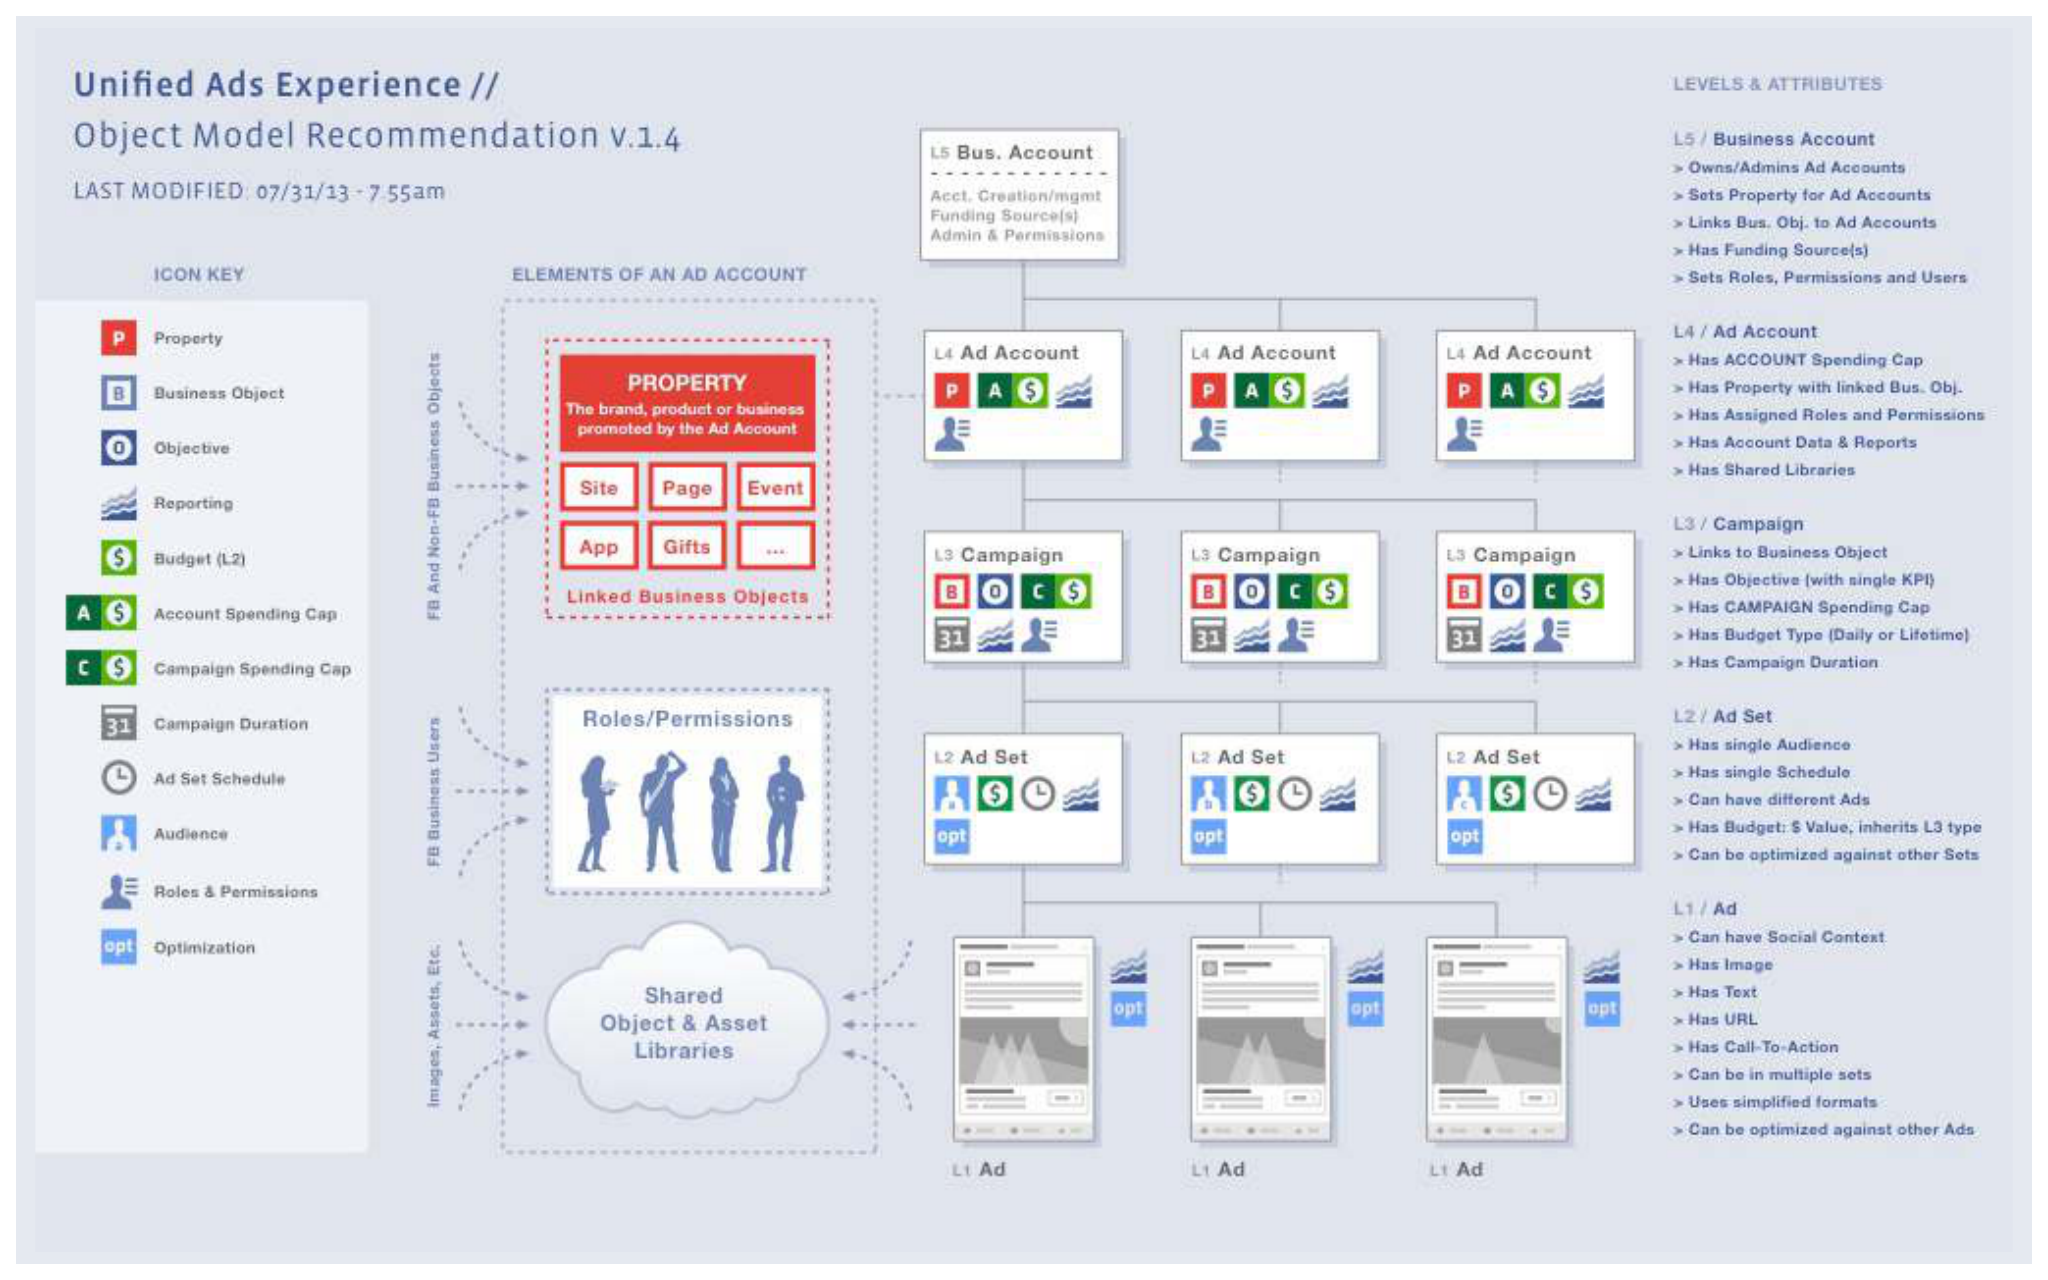 Unified Ads Experience //
Object Model Recommendation v.1.4
LAST MODIFIED: 07/31/13 - 7:55am
ICON KEY
P Property
B Business Object
O Objective
Reporting
$ Budget (L2)
A $ Account Spending Cap
C $ Campaign Spending Cap
31 Campaign Duration
Ad Set Schedule
Audience
Roles & Permissions
opt Optimization
ELEMENTS OF AN AD ACCOUNT
FB And Non-FB Business Objects
PROPERTY
The brand, product or business
promoted by the Ad Account
Site Page Event
App Gifts ...
Linked Business Objects
FB Business Users
Roles/Permissions
Images, Assets, Etc.
Shared
Object & Asset
Libraries
L5 Bus. Account
Acct. Creation/mgmt
Funding Source(s)
Admin & Permissions
L4 Ad Account L4 Ad Account L4 Ad Account
P A $ P A $ P A $
L3 Campaign L3 Campaign L3 Campaign
B O C $ B O C $ B O C $
31 31 31
L2 Ad Set L2 Ad Set L2 Ad Set
a $ b $ c $
opt opt opt
opt opt opt
L1 Ad L1 Ad L1 Ad
LEVELS & ATTRIBUTES
L5 / Business Account
> Owns/Admins Ad Accounts
> Sets Property for Ad Accounts
> Links Bus. Obj. to Ad Accounts
> Has Funding Source(s)
> Sets Roles, Permissions and Users
L4 / Ad Account
> Has ACCOUNT Spending Cap
> Has Property with linked Bus. Obj.
> Has Assigned Roles and Permissions
> Has Account Data & Reports
> Has Shared Libraries
L3 / Campaign
> Links to Business Object
> Has Objective (with single KPI)
> Has CAMPAIGN Spending Cap
> Has Budget Type (Daily or Lifetime)
> Has Campaign Duration
L2 / Ad Set
> Has single Audience
> Has single Schedule
> Can have different Ads
> Has Budget: $ Value, inherits L3 type
> Can be optimized against other Sets
L1 / Ad
> Can have Social Context
> Has Image
> Has Text
> Has URL
> Has Call-To-Action
> Can be in multiple sets
> Uses simplified formats
> Can be optimized against other Ads